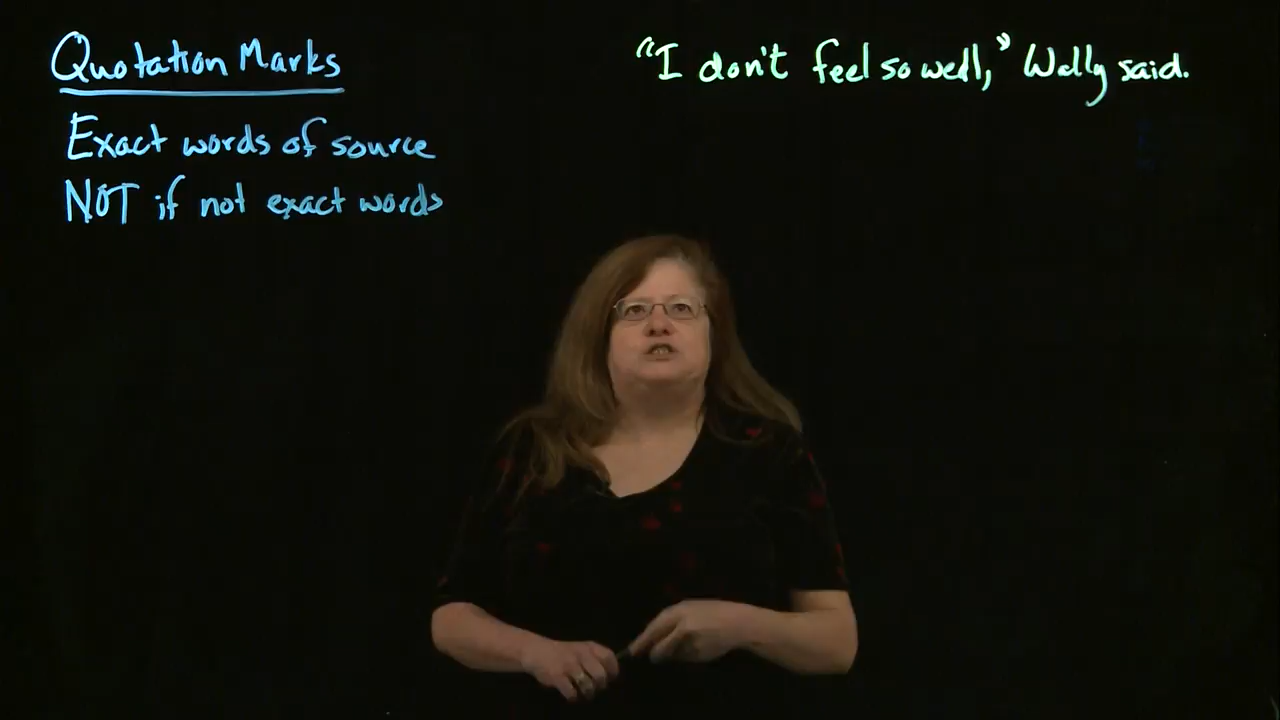 Quotation Marks
Exact words of source
NOT if not exact words
“I don't feel so well,” Wally said.